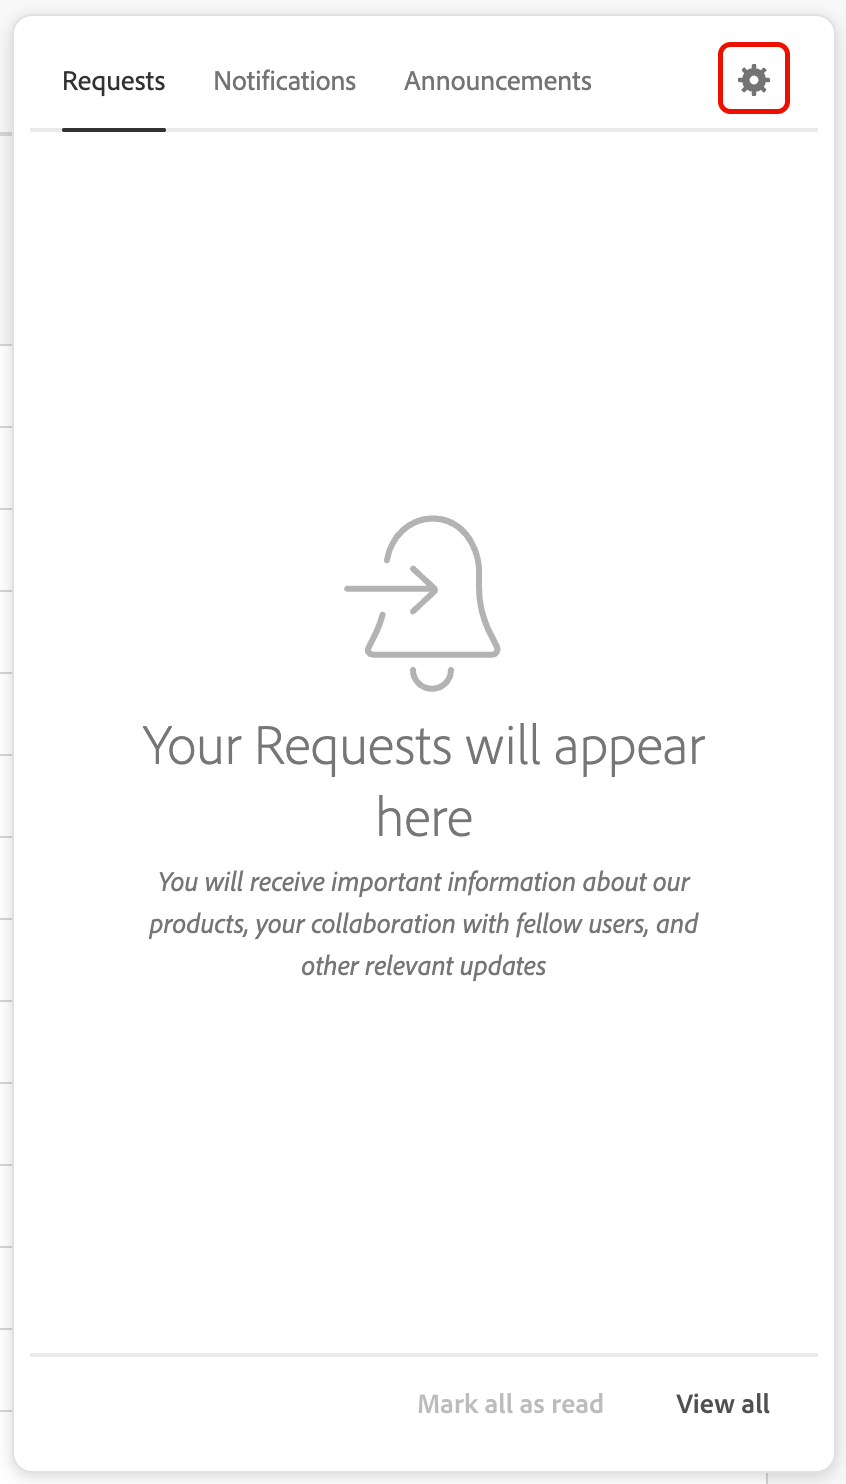 Requests Notifications Announcements
Your Requests will appear
here
You will receive important information about our
products, your collaboration with fellow users, and
other relevant updates
Mark all as read View all